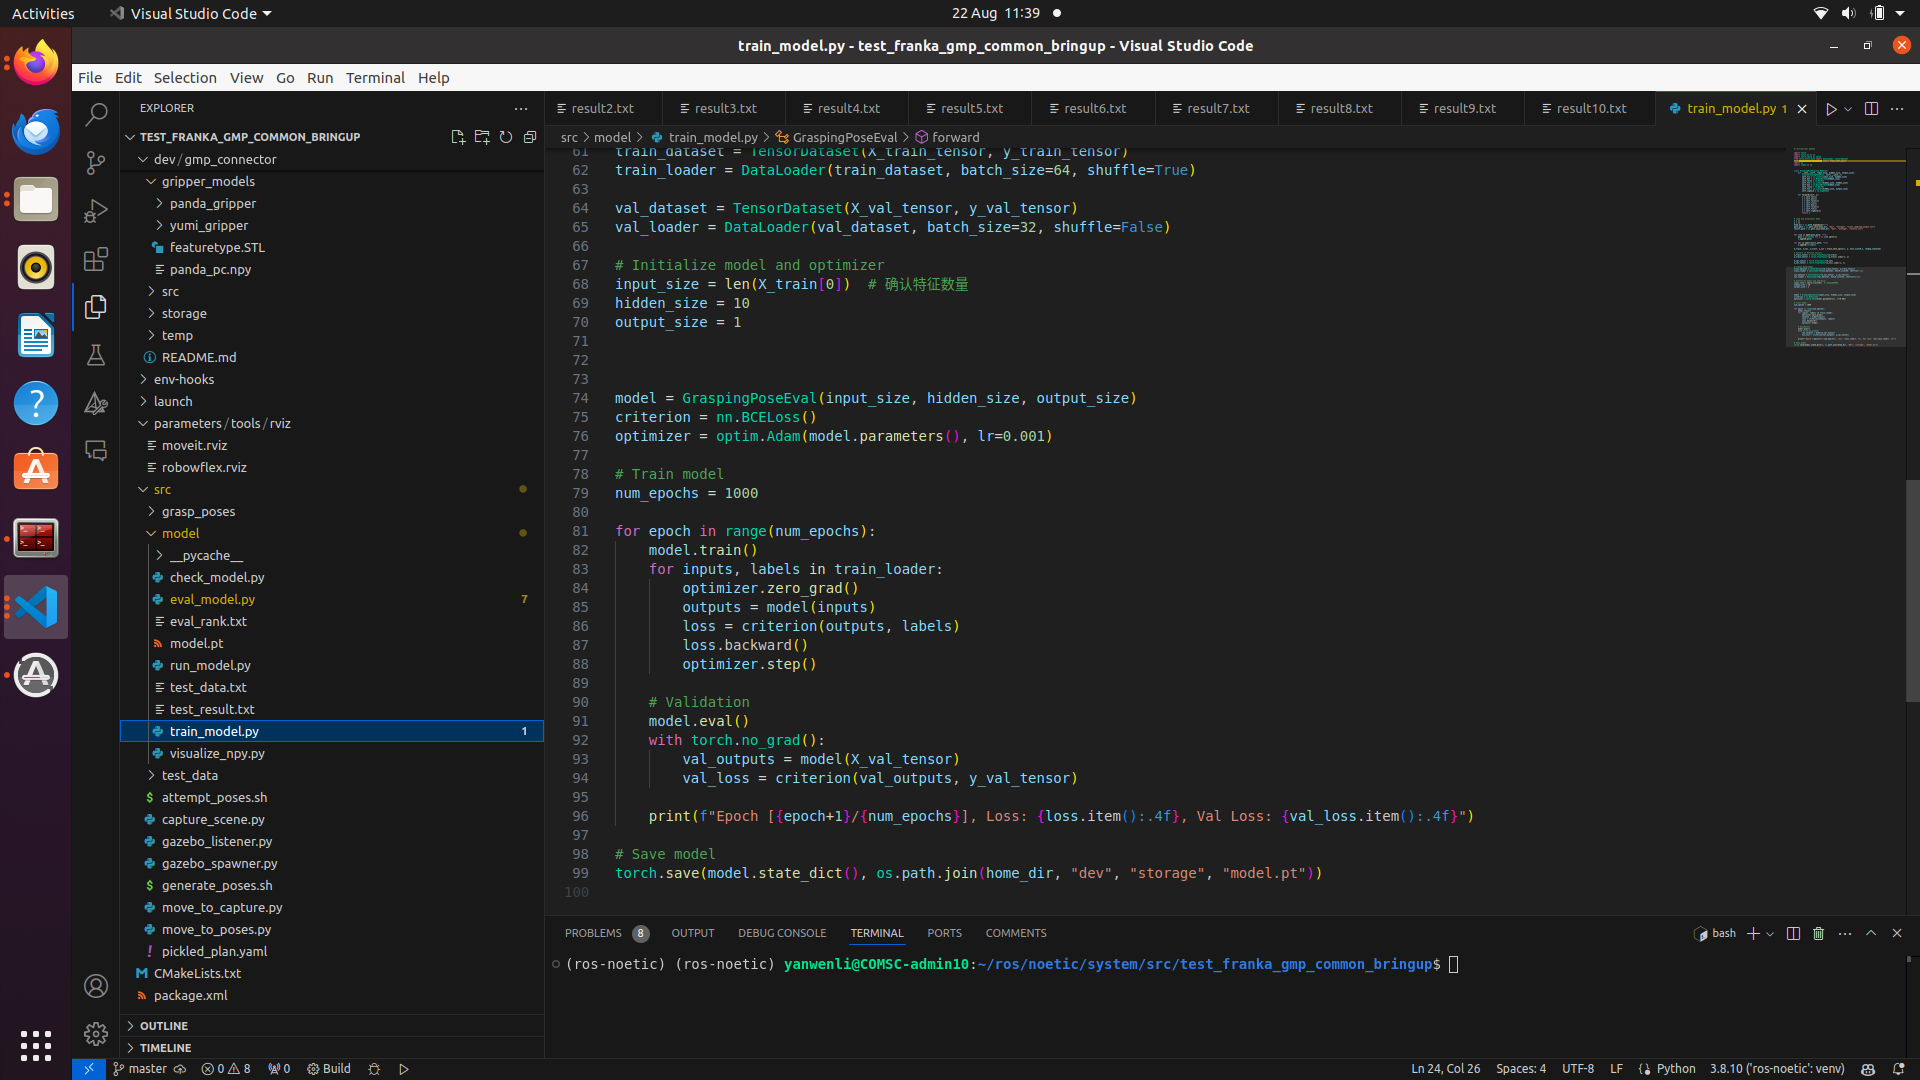 Activities
Visual Studio Code
22 Aug 11:39
train_model.py - test_franka_gmp_common_bringup - Visual Studio Code
File Edit Selection View Go Run Terminal Help
EXPLORER
TEST_FRANKA_GMP_COMMON_BRINGUP
dev/gmp_connector
gripper_models
panda_gripper
yumi_gripper
featuretype.STL
panda_pc.npy
src
storage
temp
README.md
env-hooks
launch
parameters/tools/rviz
moveit.rviz
robowflex.rviz
src
grasp_poses
model
__pycache__
check_model.py
eval_model.py 7
eval_rank.txt
model.pt
run_model.py
test_data.txt
test_result.txt
train_model.py 1
visualize_npy.py
test_data
attempt_poses.sh
capture_scene.py
gazebo_listener.py
gazebo_spawner.py
generate_poses.sh
move_to_capture.py
move_to_poses.py
pickled_plan.yaml
CMakeLists.txt
package.xml
OUTLINE
TIMELINE
result2.txt result3.txt result4.txt result5.txt result6.txt result7.txt result8.txt result9.txt result10.txt train_model.py 1
src > model > train_model.py > GraspingPoseEval > forward
61 train_dataset = TensorDataset(X_train_tensor, y_train_tensor)
62 train_loader = DataLoader(train_dataset, batch_size=64, shuffle=True)
63
64 val_dataset = TensorDataset(X_val_tensor, y_val_tensor)
65 val_loader = DataLoader(val_dataset, batch_size=32, shuffle=False)
66
67 # Initialize model and optimizer
68 input_size = len(X_train[0])  # 确认特征数量
69 hidden_size = 10
70 output_size = 1
71
72
73
74 model = GraspingPoseEval(input_size, hidden_size, output_size)
75 criterion = nn.BCELoss()
76 optimizer = optim.Adam(model.parameters(), lr=0.001)
77
78 # Train model
79 num_epochs = 1000
80
81 for epoch in range(num_epochs):
82     model.train()
83     for inputs, labels in train_loader:
84         optimizer.zero_grad()
85         outputs = model(inputs)
86         loss = criterion(outputs, labels)
87         loss.backward()
88         optimizer.step()
89
90     # Validation
91     model.eval()
92     with torch.no_grad():
93         val_outputs = model(X_val_tensor)
94         val_loss = criterion(val_outputs, y_val_tensor)
95
96     print(f"Epoch [{epoch+1}/{num_epochs}], Loss: {loss.item():.4f}, Val Loss: {val_loss.item():.4f}")
97
98 # Save model
99 torch.save(model.state_dict(), os.path.join(home_dir, "dev", "storage", "model.pt"))
100
PROBLEMS 8 OUTPUT DEBUG CONSOLE TERMINAL PORTS COMMENTS
bash
(ros-noetic) (ros-noetic) yanwenli@COMSC-admin10:~/ros/noetic/system/src/test_franka_gmp_common_bringup$
master 0 8 0 Build
Ln 24, Col 26 Spaces: 4 UTF-8 LF Python 3.8.10 ('ros-noetic': venv)